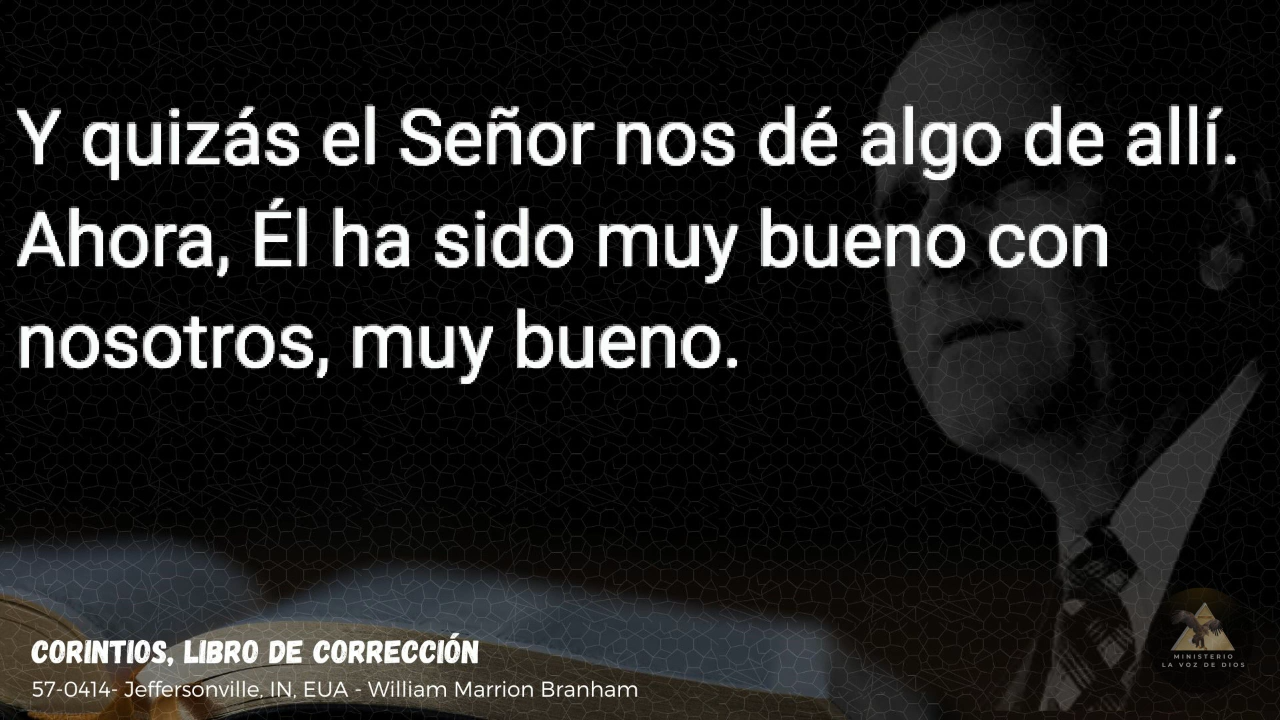 Y quizás el Señor nos dé algo de allí.
Ahora, Él ha sido muy bueno con
nosotros, muy bueno.
CORINTIOS, LIBRO DE CORRECCIÓN
57-0414- Jeffersonville, IN, EUA - William Marrion Branham
MINISTERIO
LA VOZ DE DIOS